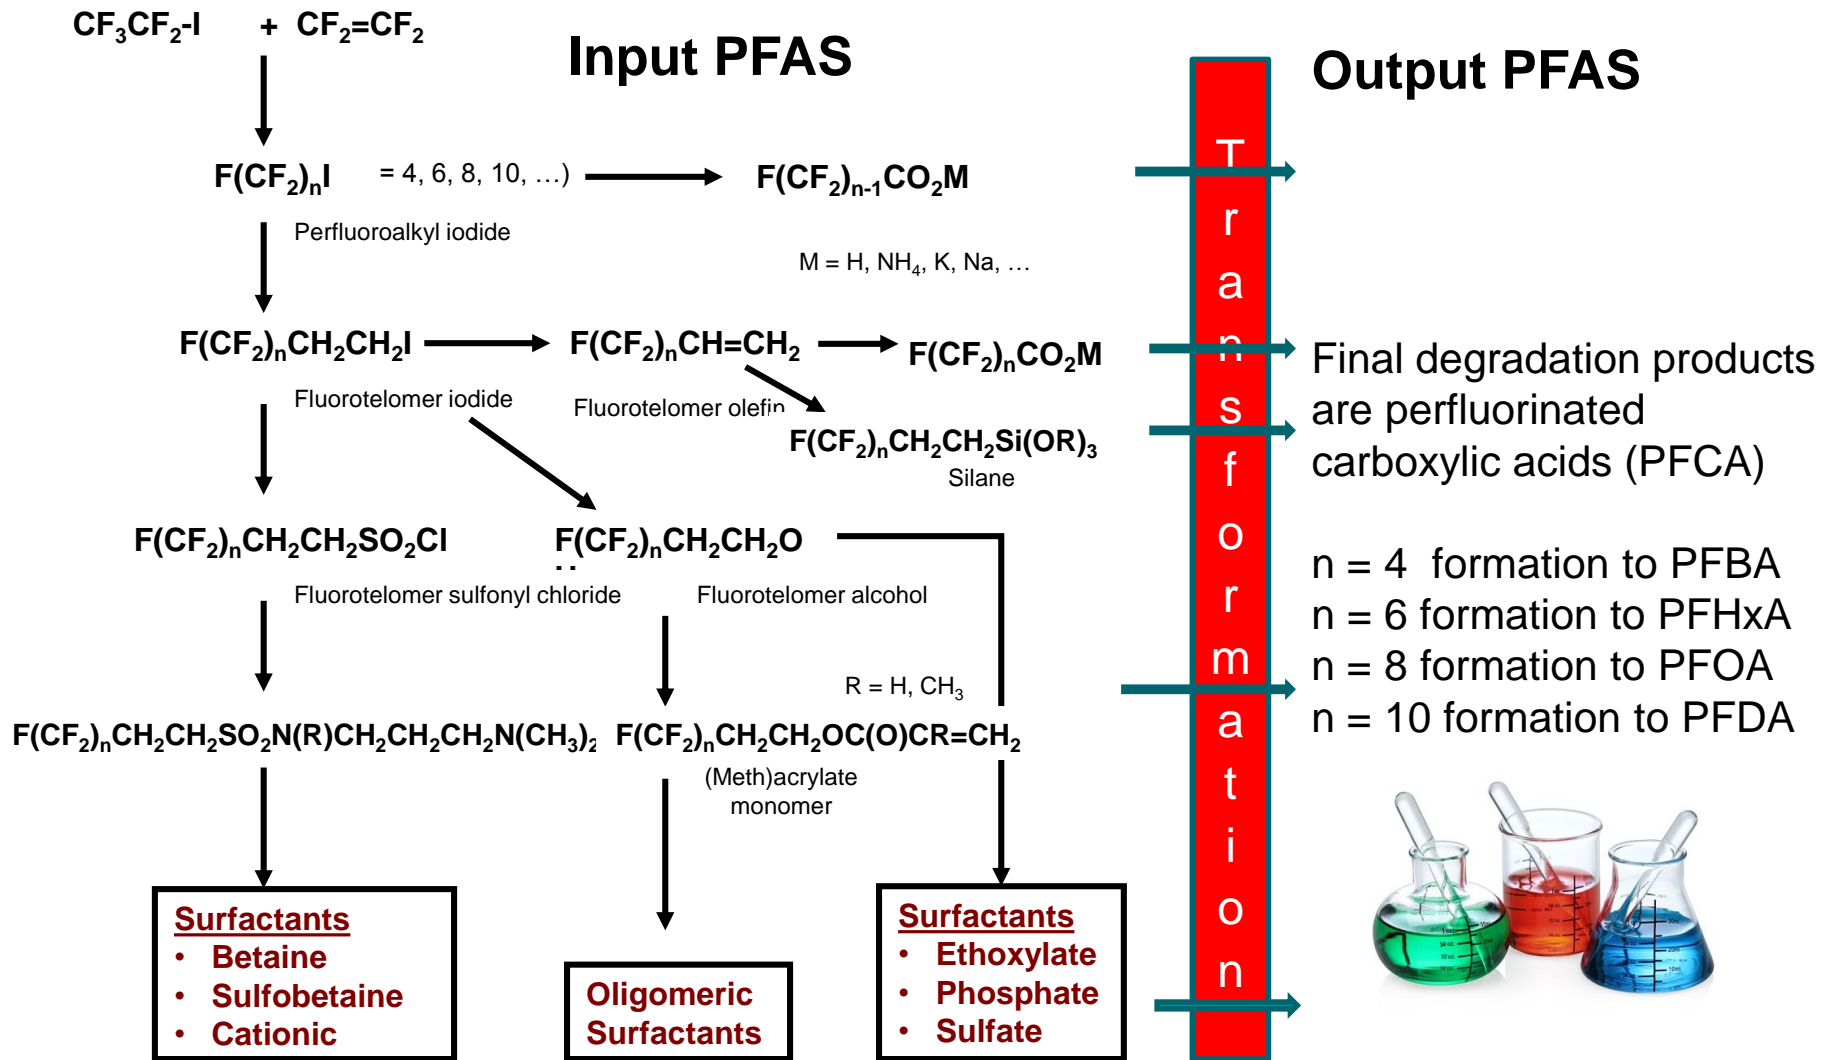 CF₃CF₂-I + CF₂=CF₂
Input PFAS
Output PFAS
F(CF₂)ₙI = 4, 6, 8, 10, …) F(CF₂)ₙ₋₁CO₂M
Perfluoroalkyl iodide
M = H, NH₄, K, Na, …
F(CF₂)ₙCH₂CH₂I F(CF₂)ₙCH=CH₂ F(CF₂)ₙCO₂M
Fluorotelomer iodide
Fluorotelomer olefin
F(CF₂)ₙCH₂CH₂Si(OR)₃
Silane
F(CF₂)ₙCH₂CH₂SO₂Cl F(CF₂)ₙCH₂CH₂O
Fluorotelomer sulfonyl chloride Fluorotelomer alcohol
R = H, CH₃
F(CF₂)ₙCH₂CH₂SO₂N(R)CH₂CH₂CH₂N(CH₃)₂ F(CF₂)ₙCH₂CH₂OC(O)CR=CH₂
(Meth)acrylate
monomer
Surfactants
• Betaine
• Sulfobetaine
• Cationic
Oligomeric
Surfactants
Surfactants
• Ethoxylate
• Phosphate
• Sulfate
T
r
a
n
s
f
o
r
m
a
t
i
o
n
Final degradation products
are perfluorinated
carboxylic acids (PFCA)
n = 4 formation to PFBA
n = 6 formation to PFHxA
n = 8 formation to PFOA
n = 10 formation to PFDA